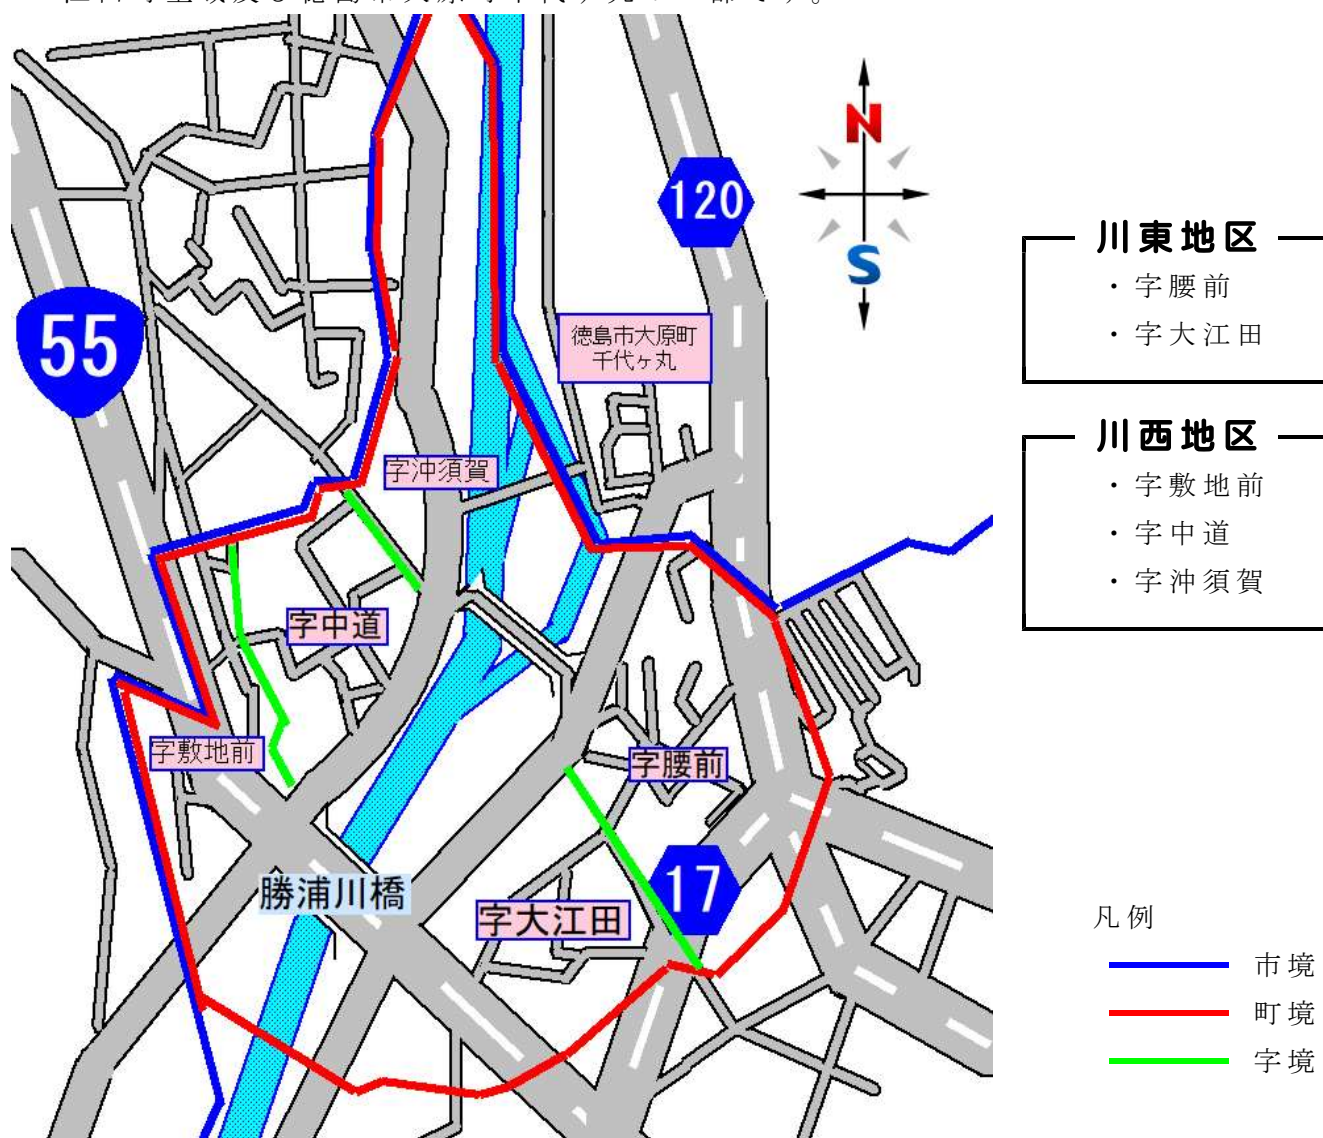 N
120
川東地区
・字腰前
・字大江田
S
55
徳島市大原町
千代ヶ丸
川西地区
・字敷地前
・字中道
・字沖須賀
字沖須賀
字中道
字敷地前
字腰前
17
勝浦川橋
字大江田
凡例
市境
町境
字境